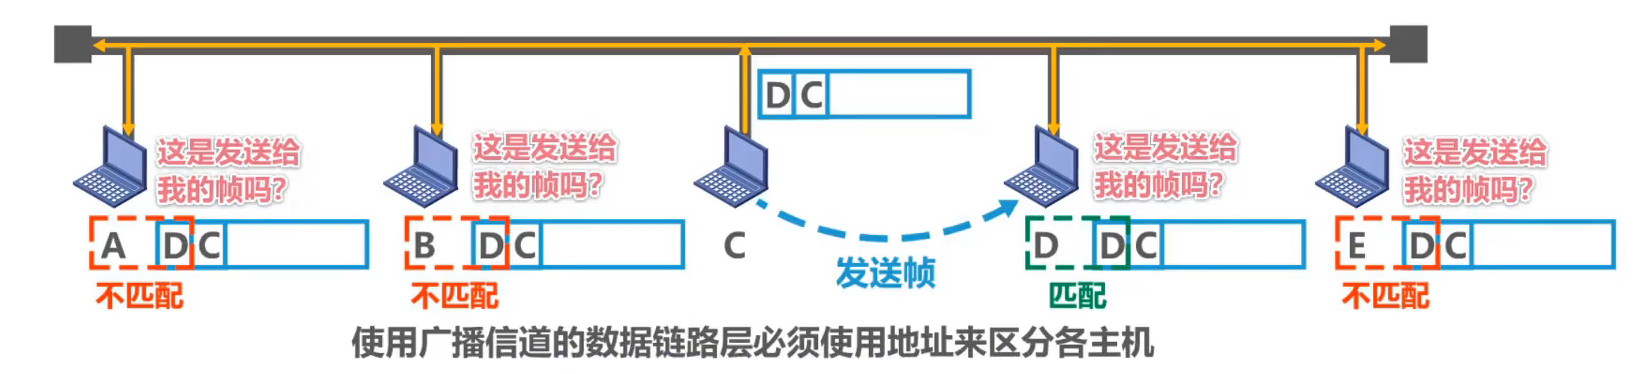 D C
这是发送给
我的帧吗？
这是发送给
我的帧吗？
这是发送给
我的帧吗？
这是发送给
我的帧吗？
A D C
B D C
C
D D C
E D C
发送帧
不匹配
不匹配
匹配
不匹配
使用广播信道的数据链路层必须使用地址来区分各主机